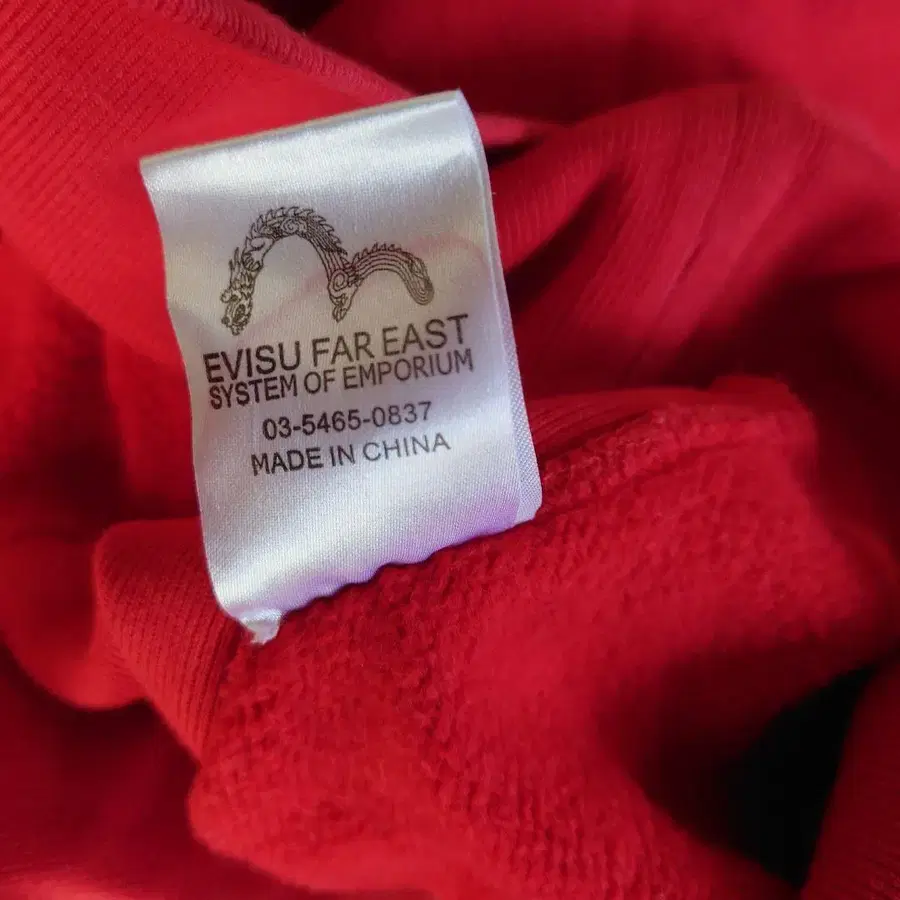 EVISU FAR EAST
SYSTEM OF EMPORIUM
03-5465-0837
MADE IN CHINA